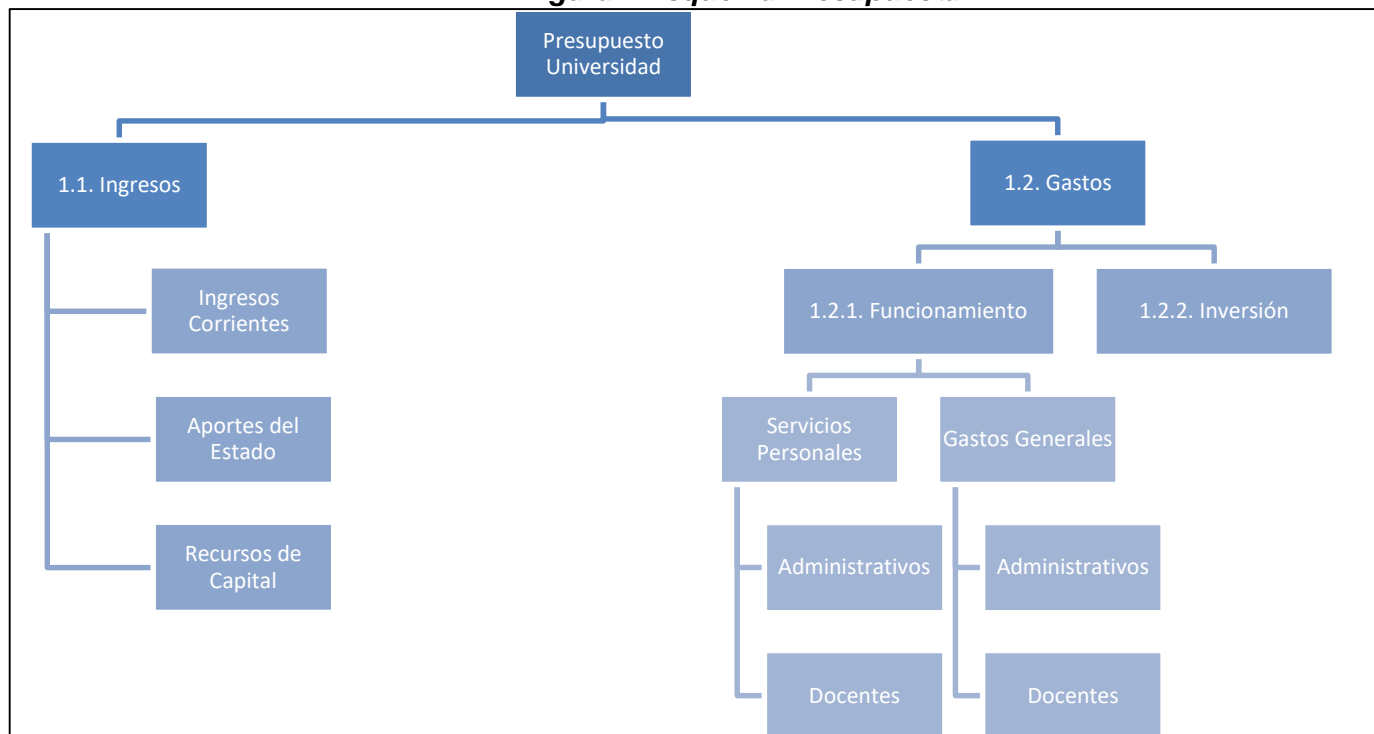 Presupuesto
Universidad
1.1. Ingresos
1.2. Gastos
Ingresos
Corrientes
1.2.1. Funcionamiento
1.2.2. Inversión
Aportes del
Estado
Servicios
Personales
Gastos Generales
Recursos de
Capital
Administrativos
Administrativos
Docentes
Docentes